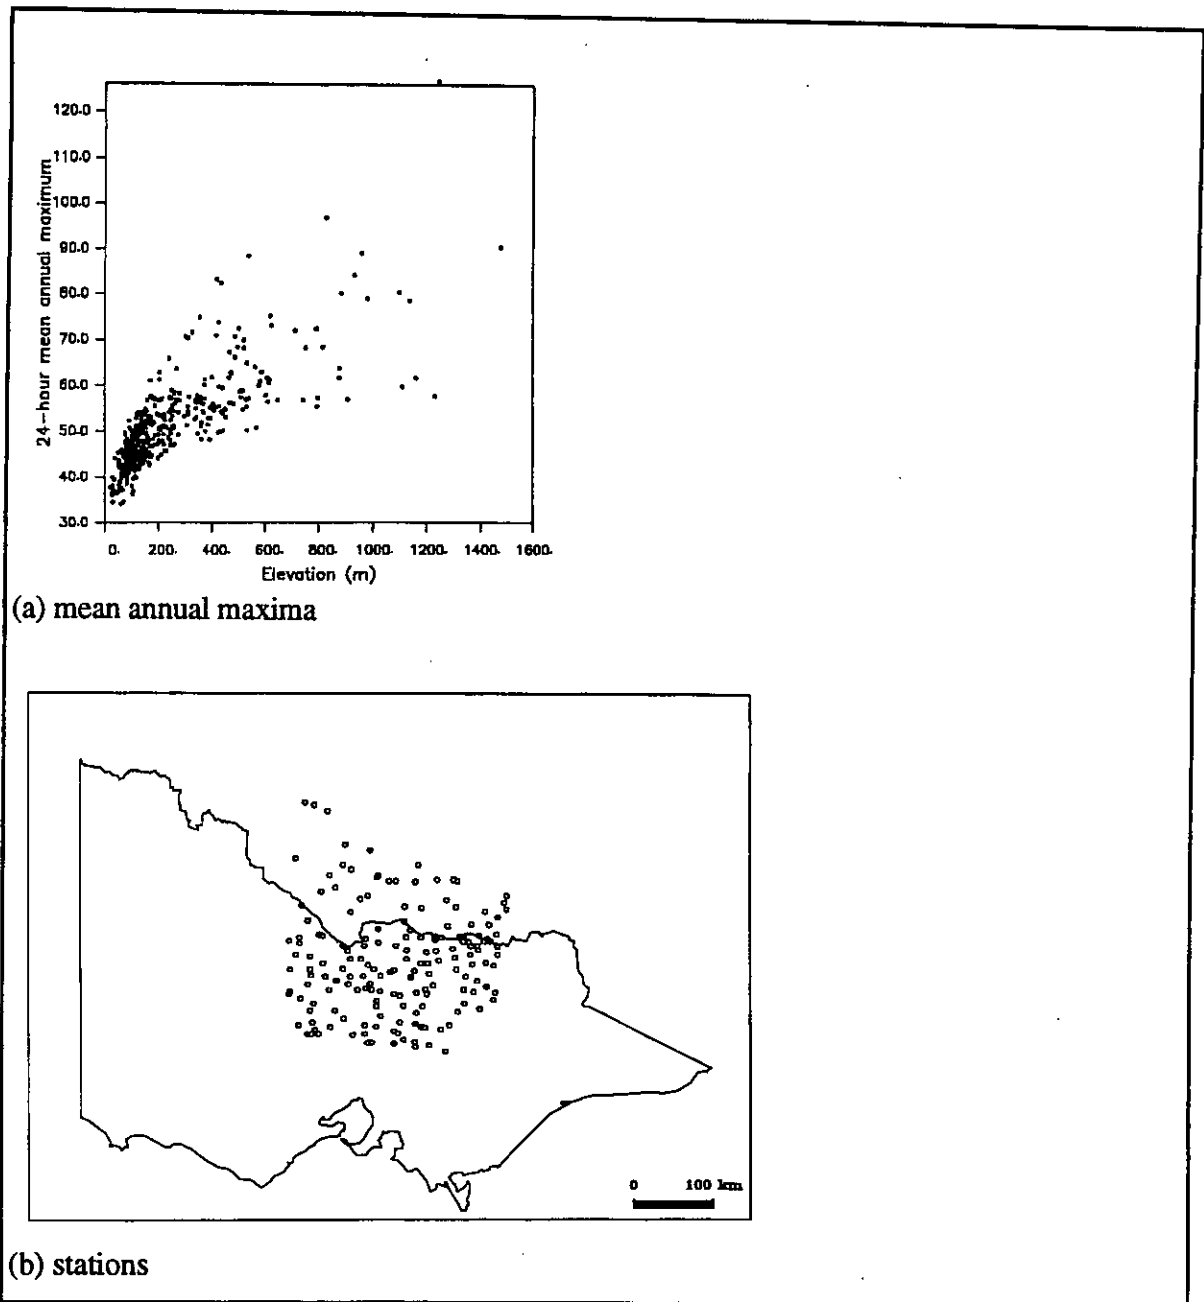 120.0
110.0
100.0
90.0
80.0
70.0
60.0
50.0
40.0
30.0
24-hour mean annual maximum
0. 200. 400. 600. 800. 1000. 1200. 1400. 1600.
Elevation (m)
(a) mean annual maxima
0 100 km
(b) stations